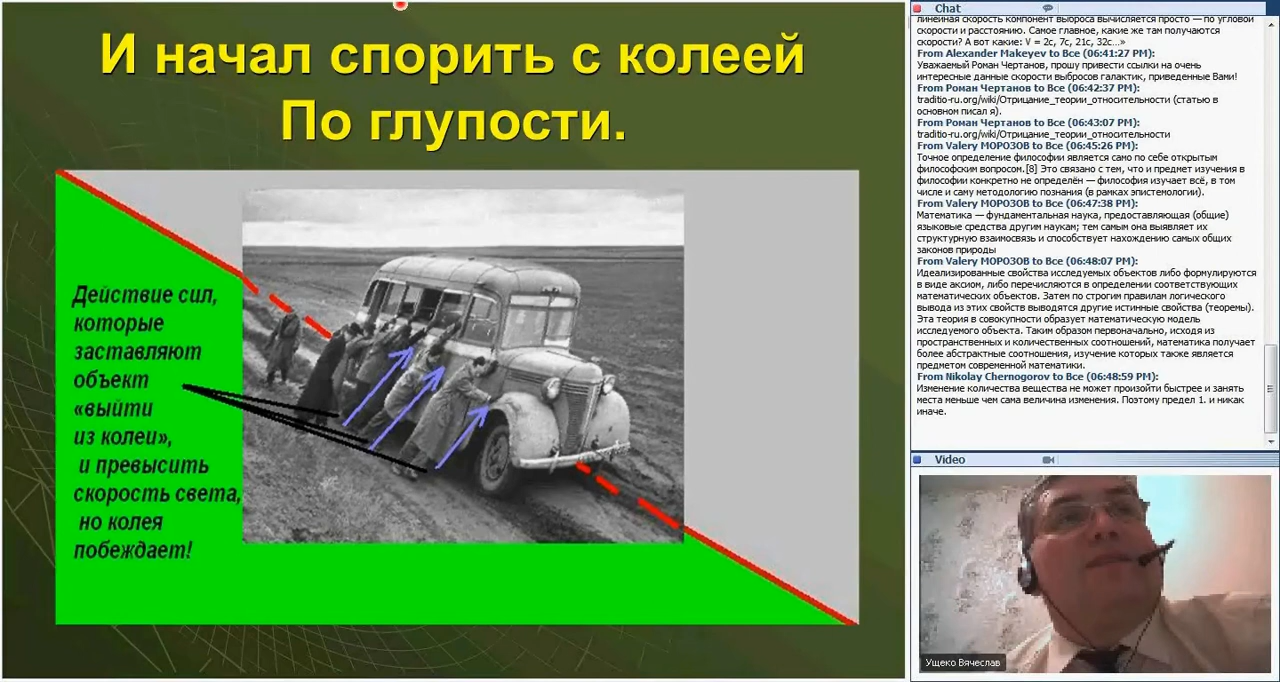 И начал спорить с колеей
По глупости.
Действие сил,
которые
заставляют
объект
«выйти
из колеи»,
и превысить
скорость света,
но колея
побеждает!
Chat
линейная скорость компонент выброса вычисляется просто — по угловой
скорости и расстоянию. Самое главное, какие же там получаются
скорости? А вот какие: V = 2c, 7c, 21c, 32c...»
From Alexander Makeyev to Все (06:41:27 PM):
Уважаемый Роман Чертанов, прошу привести ссылки на очень
интересные данные скорости выбросов галактик, приведенные Вами!
From Роман Чертанов to Все (06:42:37 PM):
traditio-ru.org/wiki/Отрицание_теории_относительности (статью в
основном писал я).
From Роман Чертанов to Все (06:43:07 PM):
traditio-ru.org/wiki/Отрицание_теории_относительности
From Valery МОРОЗОВ to Все (06:45:26 PM):
Точное определение философии является само по себе открытым
философским вопросом.[8] Это связано с тем, что и предмет изучения в
философии конкретно не определён — философия изучает всё, в том
числе и саму методологию познания (в рамках эпистемологии).
From Valery МОРОЗОВ to Все (06:47:38 PM):
Математика — фундаментальная наука, предоставляющая (общие)
языковые средства другим наукам; тем самым она выявляет их
структурную взаимосвязь и способствует нахождению самых общих
законов природы
From Valery МОРОЗОВ to Все (06:48:07 PM):
Идеализированные свойства исследуемых объектов либо формулируются
в виде аксиом, либо перечисляются в определении соответствующих
математических объектов. Затем по строгим правилам логического
вывода из этих свойств выводятся другие истинные свойства (теоремы).
Эта теория в совокупности образует математическую модель
исследуемого объекта. Таким образом первоначально, исходя из
пространственных и количественных соотношений, математика получает
более абстрактные соотношения, изучение которых также является
предметом современной математики.
From Nikolay Chernogorov to Все (06:48:59 PM):
Изменение количества вещества не может произойти быстрее и занять
места меньше чем сама величина изменения. Поэтому предел 1. и никак
иначе.
Video
Ущеко Вячеслав